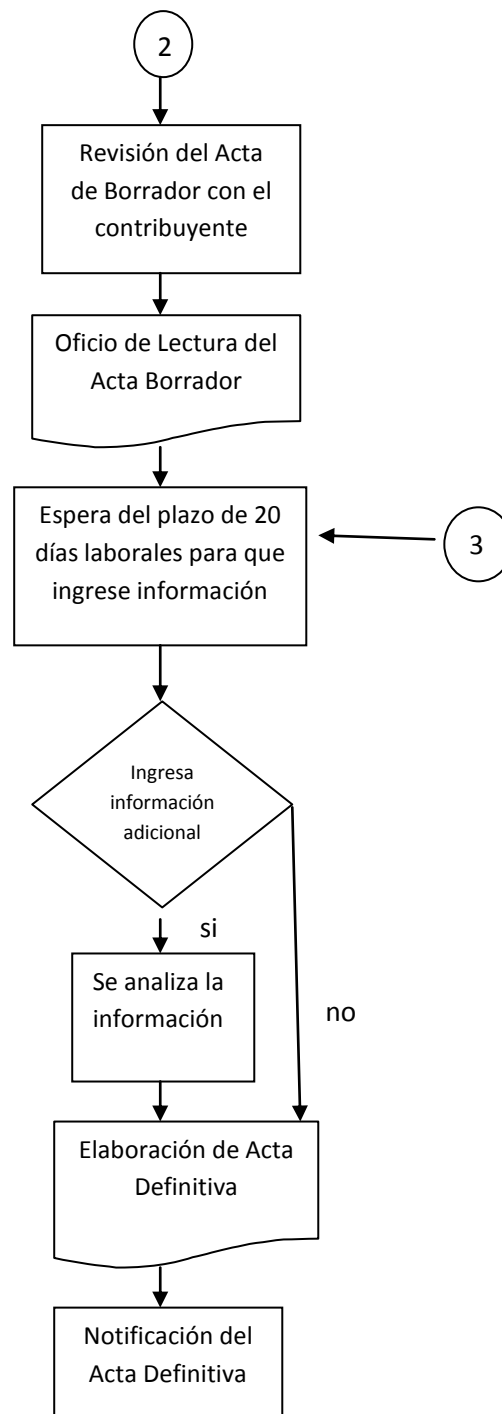 2
Revisión del Acta
de Borrador con el
contribuyente
Oficio de Lectura del
Acta Borrador
Espera del plazo de 20
días laborales para que
ingrese información
3
Ingresa
información
adicional
si
Se analiza la
información
no
Elaboración de Acta
Definitiva
Notificación del
Acta Definitiva